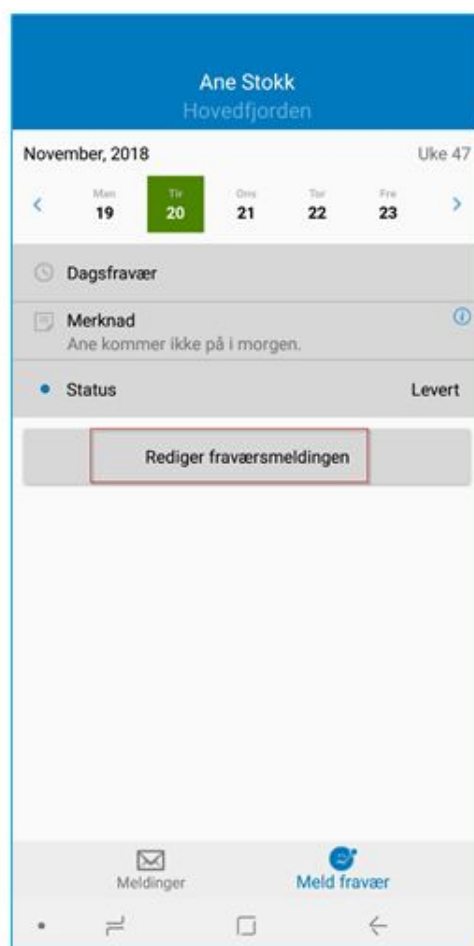 Ane Stokk
Hovedfjorden
November, 2018 Uke 47
Man Tir Ons Tor Fre
19 20 21 22 23
Dagsfravær
Merknad
Ane kommer ikke på i morgen.
Status Levert
Rediger fraværsmeldingen
Meldinger Meld fravær